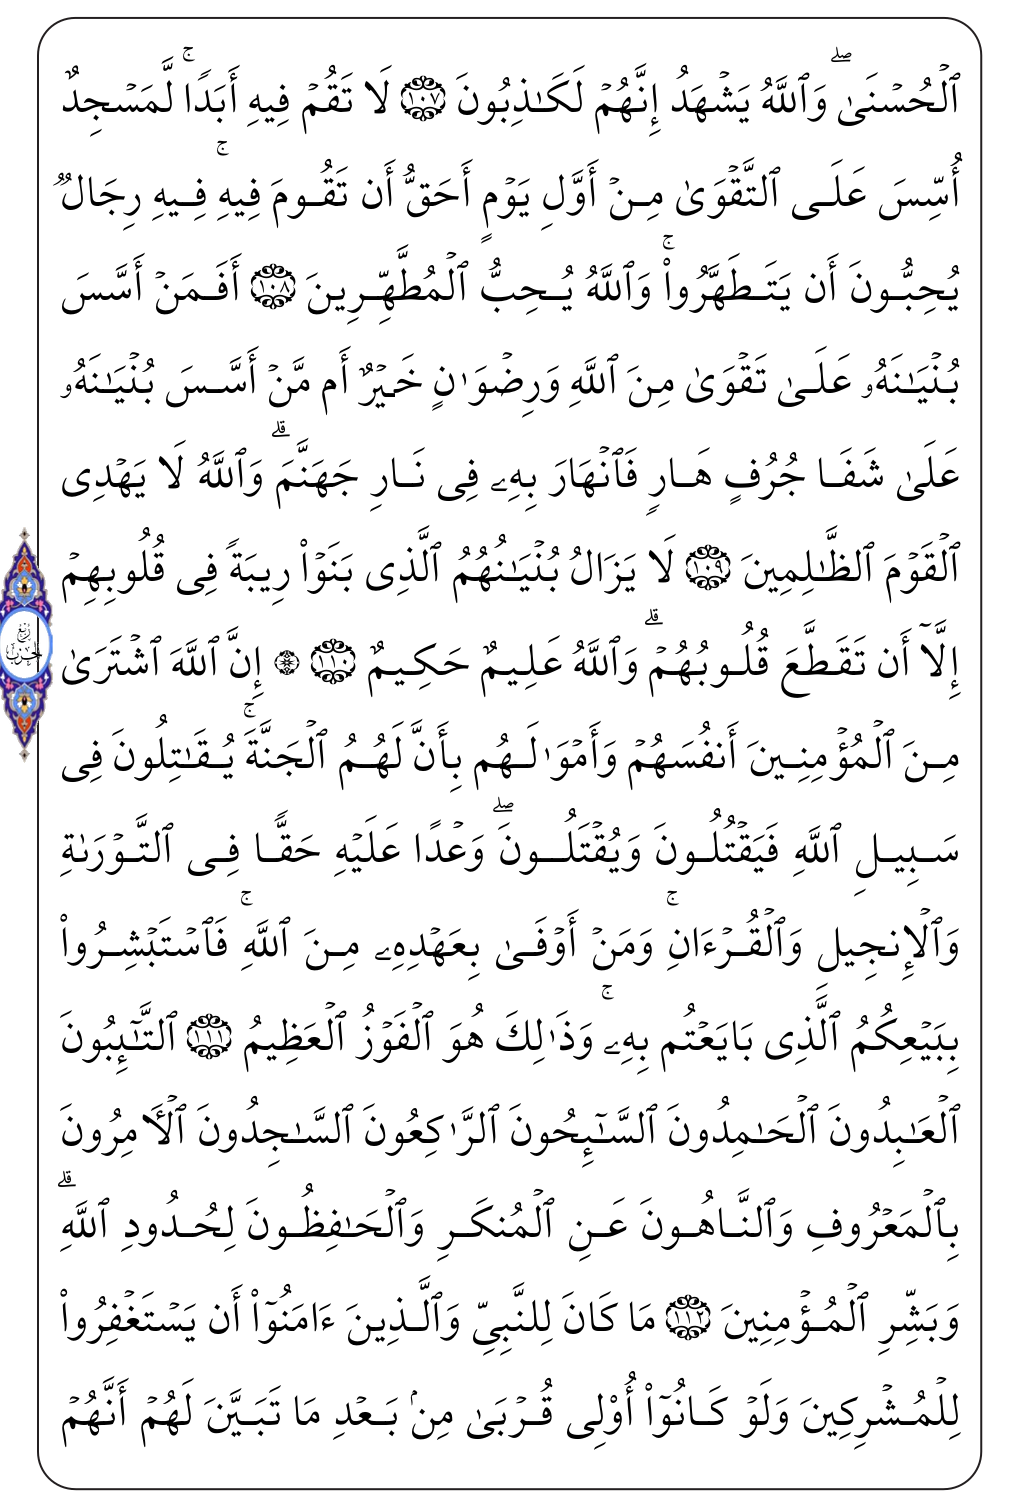 ٱلۡحُسۡنَىٰۖ وَٱللَّهُ يَشۡهَدُ إِنَّهُمۡ لَكَـٰذِبُونَ ١٠٧ لَا تَقُمۡ فِيهِ أَبَدٗاۚ لَّمَسۡجِدٌ
أُسِّسَ عَلَى ٱلتَّقۡوَىٰ مِنۡ أَوَّلِ يَوۡمٍ أَحَقُّ أَن تَقُومَ فِيهِۚ فِيهِ رِجَالٞ
يُحِبُّونَ أَن يَتَطَهَّرُواْۚ وَٱللَّهُ يُحِبُّ ٱلۡمُطَّهِّرِينَ ١٠٨ أَفَمَنۡ أَسَّسَ
بُنۡيَـٰنَهُۥ عَلَىٰ تَقۡوَىٰ مِنَ ٱللَّهِ وَرِضۡوَٰنٍ خَيۡرٌ أَم مَّنۡ أَسَّسَ بُنۡيَـٰنَهُۥ
عَلَىٰ شَفَا جُرُفٍ هَارٖ فَٱنۡهَارَ بِهِۦ فِي نَارِ جَهَنَّمَۗ وَٱللَّهُ لَا يَهۡدِي
ٱلۡقَوۡمَ ٱلظَّـٰلِمِينَ ١٠٩ لَا يَزَالُ بُنۡيَـٰنُهُمُ ٱلَّذِي بَنَوۡاْ رِيبَةٗ فِي قُلُوبِهِمۡ
إِلَّآ أَن تَقَطَّعَ قُلُوبُهُمۡۗ وَٱللَّهُ عَلِيمٌ حَكِيمٌ ١١٠ ۞ إِنَّ ٱللَّهَ ٱشۡتَرَىٰ
ربع الحزب
مِنَ ٱلۡمُؤۡمِنِينَ أَنفُسَهُمۡ وَأَمۡوَٰلَهُم بِأَنَّ لَهُمُ ٱلۡجَنَّةَۚ يُقَـٰتِلُونَ فِي
سَبِيلِ ٱللَّهِ فَيَقۡتُلُونَ وَيُقۡتَلُونَۖ وَعۡدًا عَلَيۡهِ حَقّٗا فِي ٱلتَّوۡرَىٰةِ
وَٱلۡإِنجِيلِ وَٱلۡقُرۡءَانِۚ وَمَنۡ أَوۡفَىٰ بِعَهۡدِهِۦ مِنَ ٱللَّهِۚ فَٱسۡتَبۡشِرُواْ
بِبَيۡعِكُمُ ٱلَّذِي بَايَعۡتُم بِهِۦۚ وَذَٰلِكَ هُوَ ٱلۡفَوۡزُ ٱلۡعَظِيمُ ١١١ ٱلتَّـٰٓئِبُونَ
ٱلۡعَـٰبِدُونَ ٱلۡحَـٰمِدُونَ ٱلسَّـٰٓئِحُونَ ٱلرَّٰكِعُونَ ٱلسَّـٰجِدُونَ ٱلۡأٓمِرُونَ
بِٱلۡمَعۡرُوفِ وَٱلنَّاهُونَ عَنِ ٱلۡمُنكَرِ وَٱلۡحَـٰفِظُونَ لِحُدُودِ ٱللَّهِۗ
وَبَشِّرِ ٱلۡمُؤۡمِنِينَ ١١٢ مَا كَانَ لِلنَّبِيِّ وَٱلَّذِينَ ءَامَنُوٓاْ أَن يَسۡتَغۡفِرُواْ
لِلۡمُشۡرِكِينَ وَلَوۡ كَانُوٓاْ أُوْلِي قُرۡبَىٰ مِنۢ بَعۡدِ مَا تَبَيَّنَ لَهُمۡ أَنَّهُمۡ